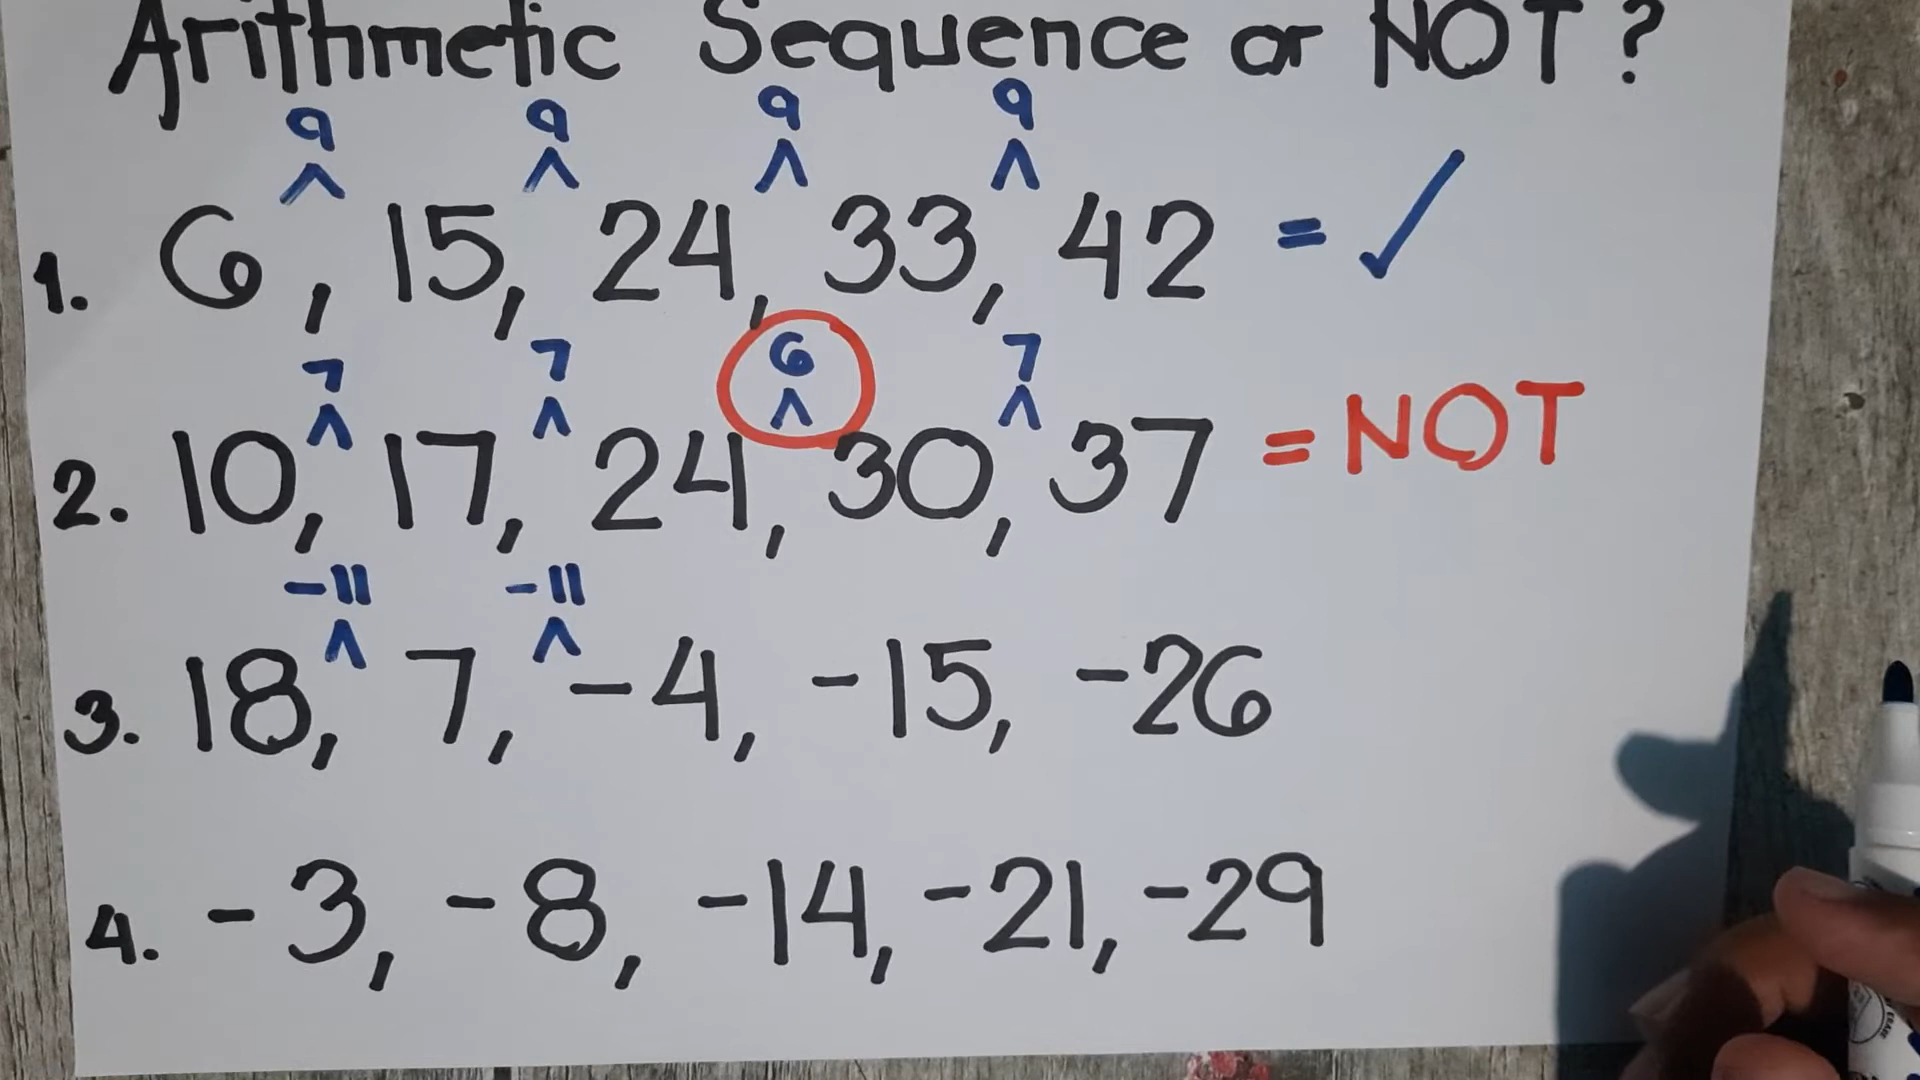 Arithmetic Sequence or NOT ?
9 9 9 9
^ ^ ^ ^
1. 6, 15, 24, 33, 42 = ✓
7 7 6 7
^ ^ ^ ^
2. 10, 17, 24, 30, 37 = NOT
-11 -11
^ ^
3. 18, 7, -4, -15, -26
4. -3, -8, -14, -21, -29